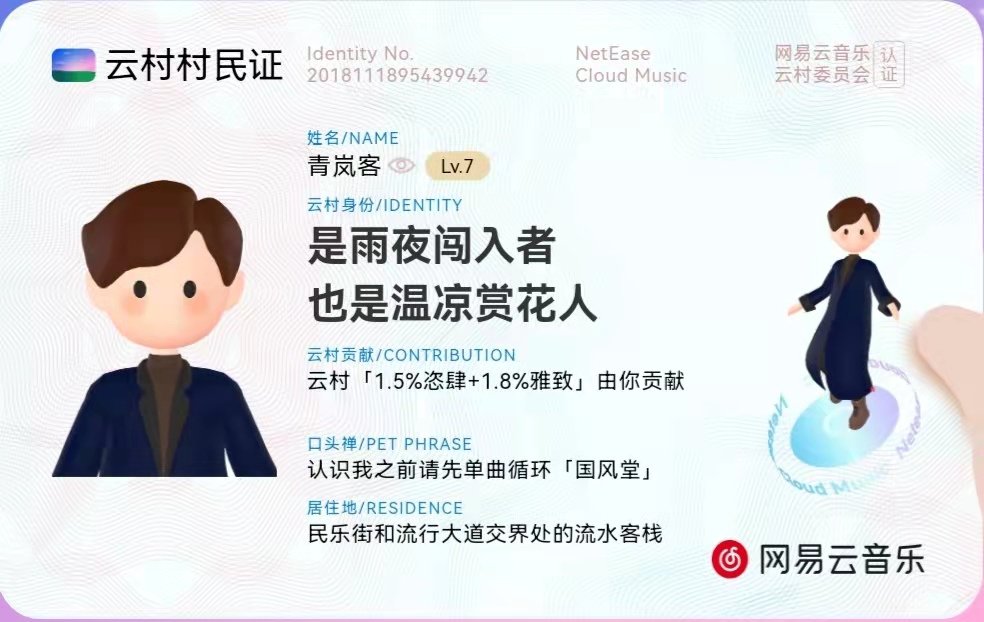 云村村民证
Identity No.
2018111895439942
NetEase
Cloud Music
网易云音乐
云村委员会
认证
姓名/NAME
青岚客 Lv.7
云村身份/IDENTITY
是雨夜闯入者
也是温凉赏花人
云村贡献/CONTRIBUTION
云村「1.5%恣肆+1.8%雅致」由你贡献
口头禅/PET PHRASE
认识我之前请先单曲循环「国风堂」
居住地/RESIDENCE
民乐街和流行大道交界处的流水客栈
Cloud Music
网易云音乐